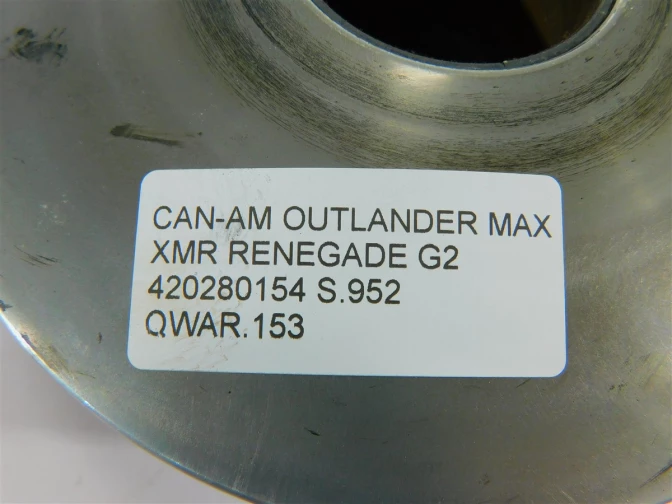 CAN-AM OUTLANDER MAX
XMR RENEGADE G2
420280154 S.952
QWAR.153